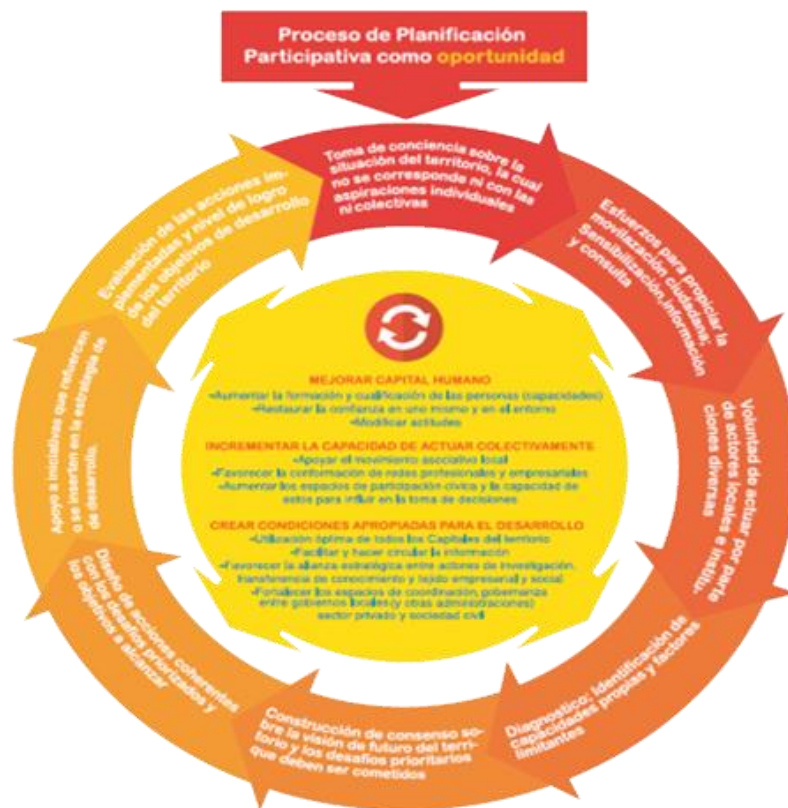 Proceso de Planificación
Participativa como oportunidad
Toma de conciencia sobre la
situación del territorio, la cual
no se corresponde ni con las
aspiraciones individuales
ni colectivas
Esfuerzos para propiciar la
movilazación ciudadana;
Sensibilización,información
y consulta
Voluntad de actuar por parte
de actores locales e institu-
ciones diversas
Diagnostico; Identificación de
capacidades propias y factores
limitantes
Construcción de consenso so-
bre la visión de futuro del terri-
torio y los desafíos prioritarios
que deben ser cometidos
Diseño de acciones coherentes
con los desafíos priorizados y
los objetivos a alcanzar
Apoyo a iniciativas que refuercen
o se inserten en la estrategia de
de desarrollo.
Evaluación de las acciones im-
plementadas y nivel de logro
de los objetivos de desarrollo
del territorio
MEJORAR CAPITAL HUMANO
•Aumentar la formación y cualificación de las personas (capacidades)
•Restaurar la confianza en uno mismo y en el entorno
•Modificar actitudes
INCREMENTAR LA CAPACIDAD DE ACTUAR COLECTIVAMENTE
•Apoyar el movimiento asociativo local
•Favorecer la conformación de redes profesionales y empresariales
•Aumentar los espacios de participación cívica y la capacidad de
estos para influir en la toma de decisiones
CREAR CONDICIONES APROPIADAS PARA EL DESARROLLO
•Utilización óptima de todos los Capitales del territorio
•Facilitar y hacer circular la información
•Favorecer la alianza estratégica entre actores de investigación,
transferencia de conocimiento y tejido empresarial y social
•Fortalecer los espacios de coordinación, gobernanza
entre gobiernos locales (y otras administraciones)
sector privado y sociedad civil